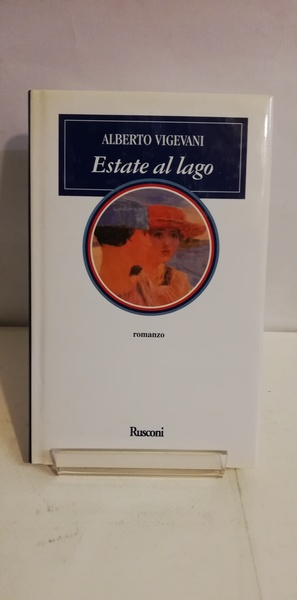 ALBERTO VIGEVANI
Estate al lago
romanzo
Rusconi